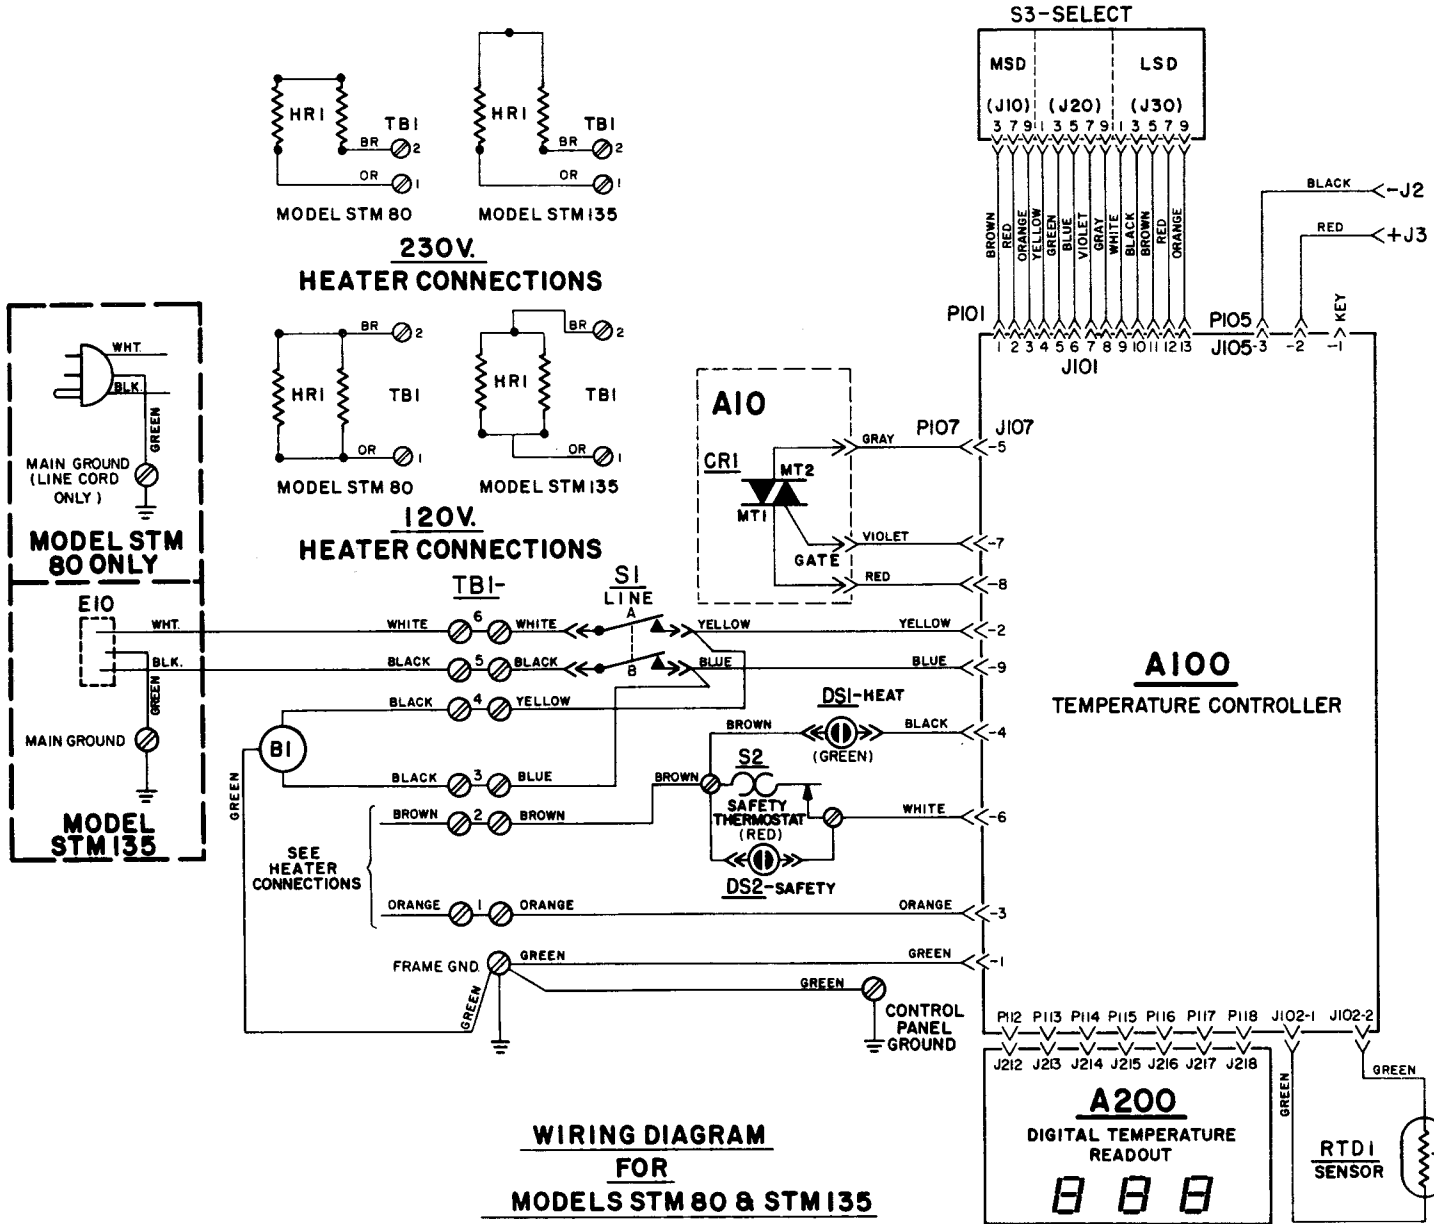 S3-SELECT
MSD LSD
(J10) (J20) (J30)
3 7 9 1 3 5 7 9 1 3 5 7 9
BROWN
RED
ORANGE
YELLOW
GREEN
BLUE
VIOLET
GRAY
WHITE
BLACK
BROWN
RED
ORANGE
BLACK -J2
RED +J3
P101
1 2 3 4 5 6 7 8 9 10 11 12 13
J101
P105
J105 -3 -2 -1
KEY
HR1 TB1
BR 2
OR 1
MODEL STM 80
HR1 TB1
BR 2
OR 1
MODEL STM 135
230V.
HEATER CONNECTIONS
BR 2
HR1 TB1
OR 1
MODEL STM 80
BR 2
HR1 TB1
OR 1
MODEL STM 135
120V.
HEATER CONNECTIONS
WHT.
BLK.
GREEN
MAIN GROUND
(LINE CORD
ONLY)
MODEL STM
80 ONLY
E10
WHT.
BLK.
GREEN
MAIN GROUND
MODEL
STM 135
A10
CR1
MT2
MT1
GATE
P107 J107
GRAY -5
VIOLET -7
RED -8
TB1-
S1
LINE
A
B
WHITE 6 WHITE YELLOW YELLOW -2
BLACK 5 BLACK BLUE BLUE -9
BLACK 4 YELLOW
B1
BLACK 3 BLUE
BROWN 2 BROWN
GREEN
SEE
HEATER
CONNECTIONS
ORANGE 1 ORANGE ORANGE -3
DS1-HEAT
BROWN BLACK -4
(GREEN)
BROWN
S2
SAFETY
THERMOSTAT
(RED)
WHITE -6
DS2-SAFETY
FRAME GND.
GREEN GREEN -1
GREEN
GREEN
CONTROL
PANEL
GROUND
A100
TEMPERATURE CONTROLLER
P112 P113 P114 P115 P116 P117 P118 J102-1 J102-2
J212 J213 J214 J215 J216 J217 J218
A200
DIGITAL TEMPERATURE
READOUT
8 8 8
GREEN
GREEN
RTD1
SENSOR
WIRING DIAGRAM
FOR
MODELS STM 80 & STM 135